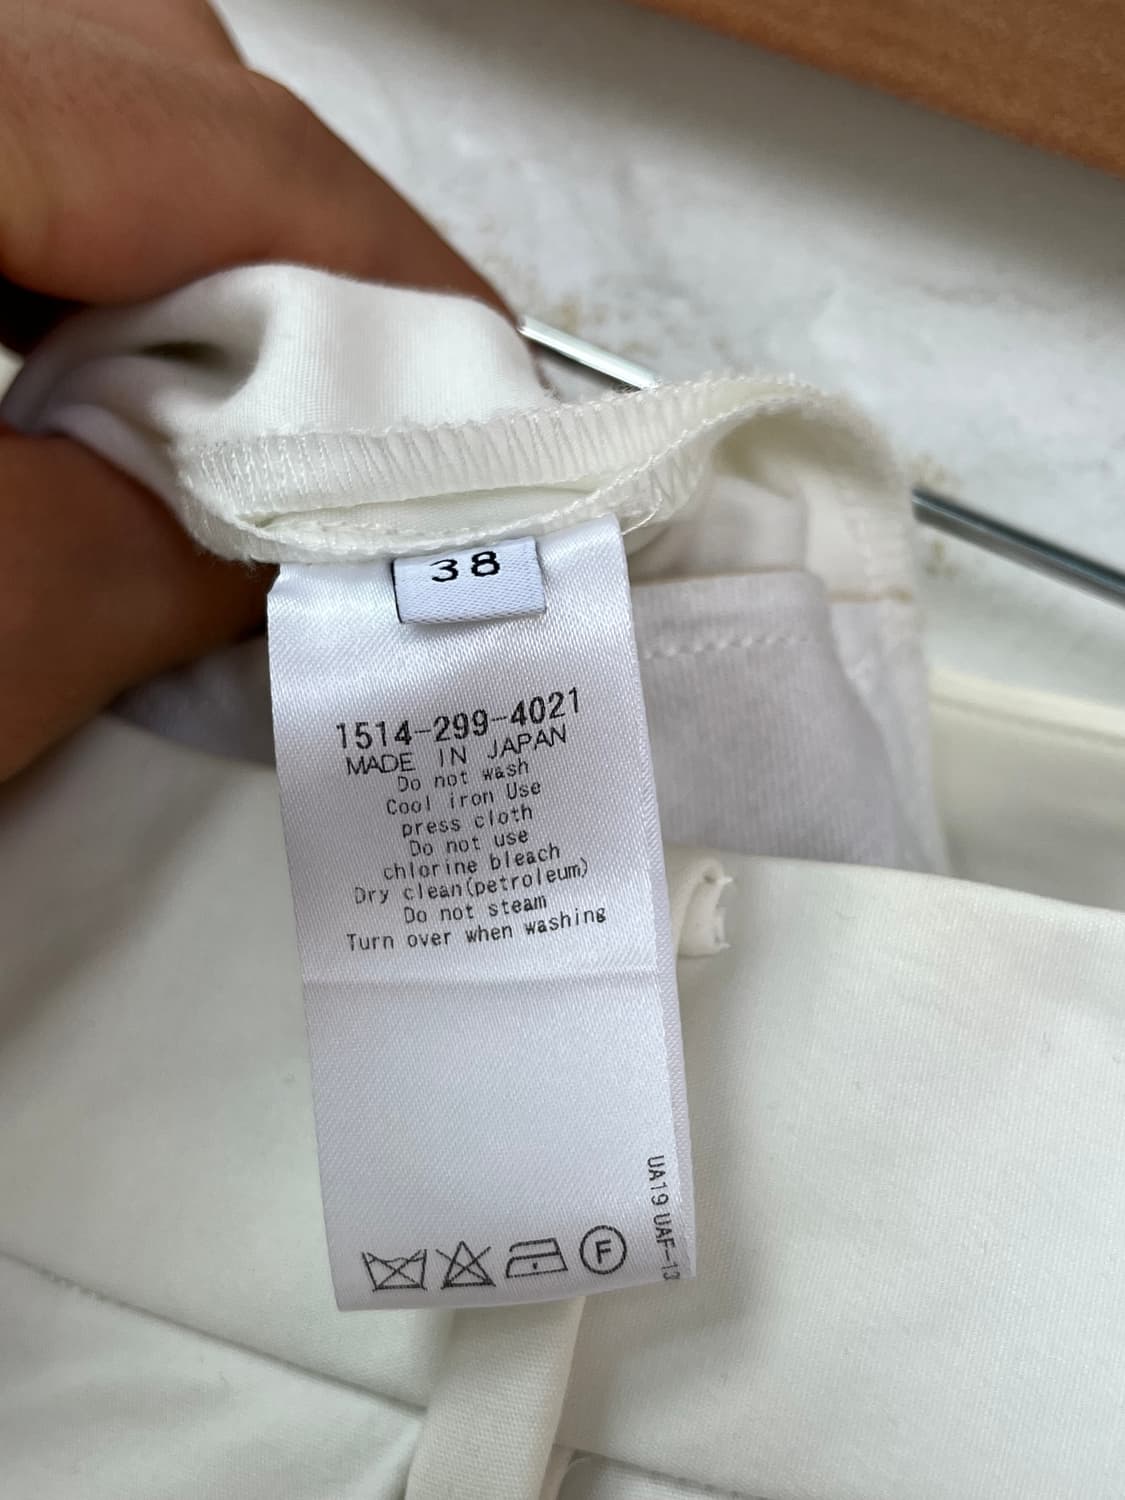 38
1514-299-4021
MADE IN JAPAN
Do not wash
Cool iron Use
press cloth
Do not use
chlorine bleach
Dry clean(petroleum)
Do not steam
Turn over when washing
F
UA19 UAF-13